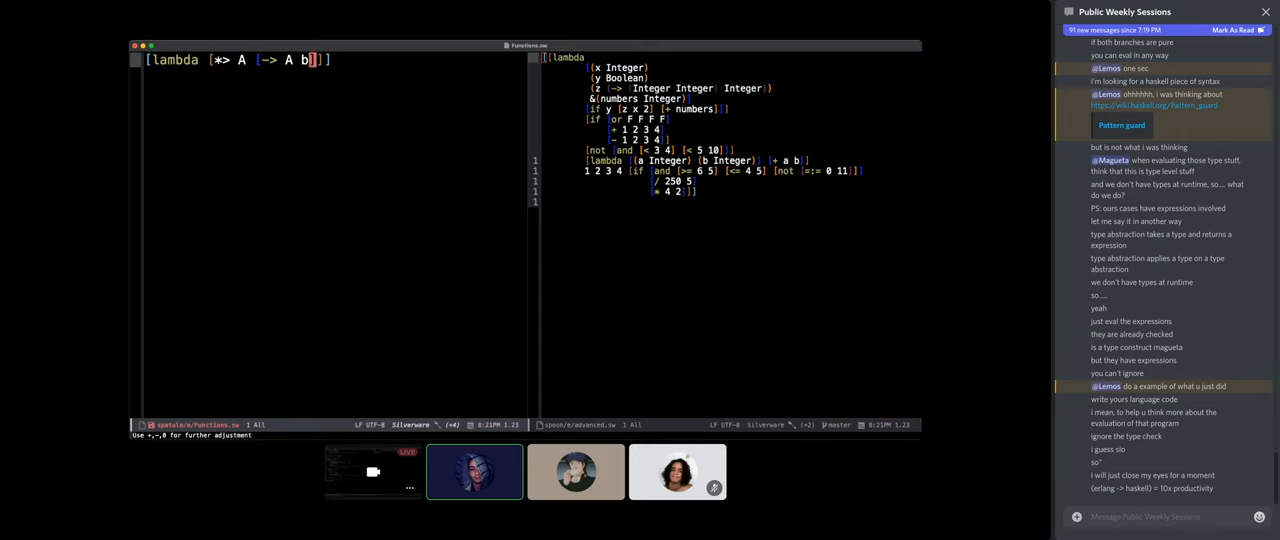 Functions.sw
[lambda [*> A [-> A b]]]
[[lambda
[(x Integer)
(y Boolean)
(z (-> (Integer Integer) Integer))
&(numbers Integer)]
[if y [z x 2] [+ numbers]]]
[if [or F F F F]
[+ 1 2 3 4]
[- 1 2 3 4]]
[not [and [< 3 4] [< 5 10]]]
1 [lambda [(a Integer) (b Integer)] [+ a b]]
1 1 2 3 4 [if [and [>= 6 5] [<= 4 5] [not [=:= 0 11]]]
1 [/ 250 5]
1 [* 4 2]]]
1
spatula/e/Functions.sw 1 All LF UTF-8 Silverware (+4) 8:21PM 1.23
spoon/e/advanced.sw 1 All LF UTF-8 Silverware (+2) master 8:21PM 1.23
Use +,-,0 for further adjustment
LIVE
Public Weekly Sessions
91 new messages since 7:19 PM Mark As Read
if both branches are pure
you can eval in any way
@Lemos one sec
i'm looking for a haskell piece of syntax
@Lemos ohhhhhh, i was thinking about
https://wiki.haskell.org/Pattern_guard
Pattern guard
but is not what i was thinking
@Magueta when evaluating those type stuff,
think that this is type level stuff
and we don't have types at runtime, so.... what
do we do?
PS: ours cases have expressions involved
let me say it in another way
type abstraction takes a type and returns a
expression
type abstraction applies a type on a type
abstraction
we don't have types at runtime
so....
yeah
just eval the expressions
they are already checked
is a type construct magueta
but they have expressions
you can't ignore
@Lemos do a example of what u just did
write yours language code
i mean, to help u think more about the
evaluation of that program
ignore the type check
i guess sio
so*
i will just close my eyes for a moment
(erlang -> haskell) = 10x productivity
Message Public Weekly Sessions